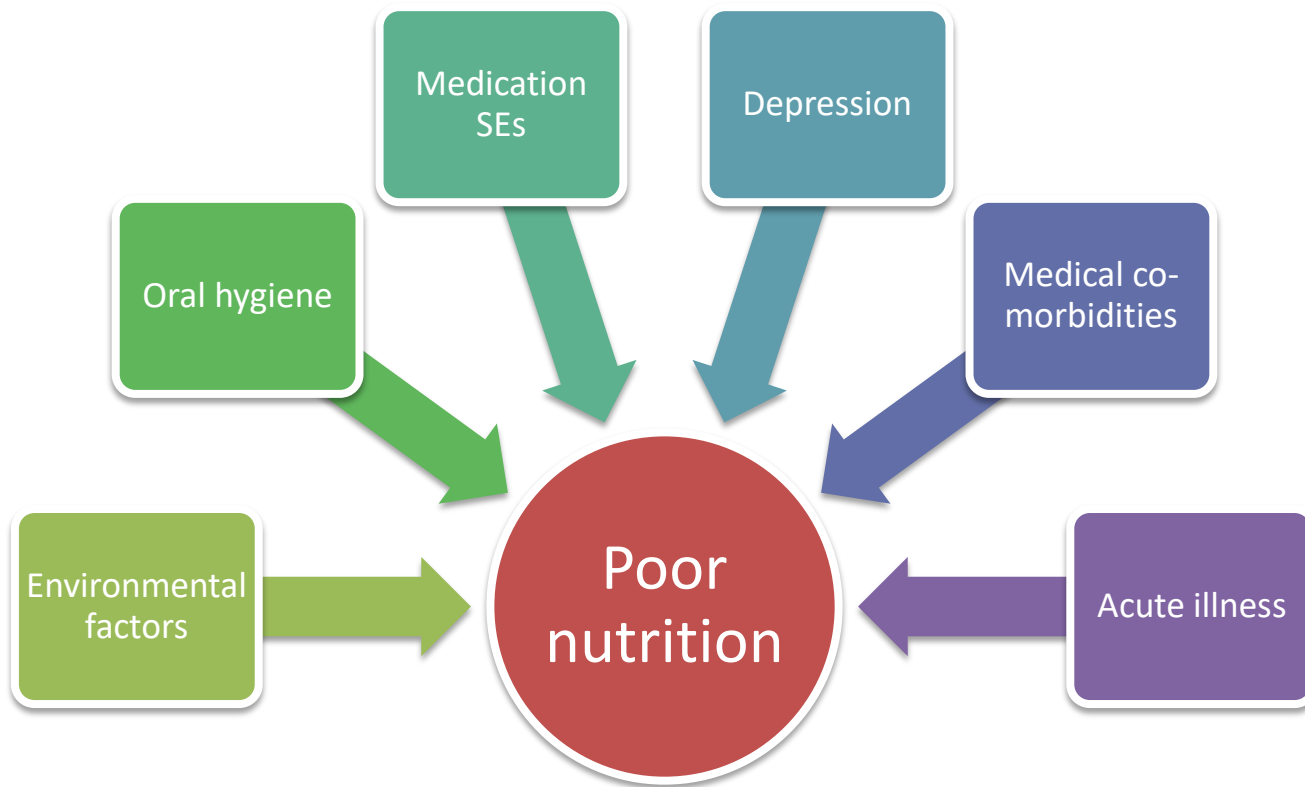 Medication
SEs
Depression
Oral hygiene
Medical co-
morbidities
Environmental
factors
Poor
nutrition
Acute illness